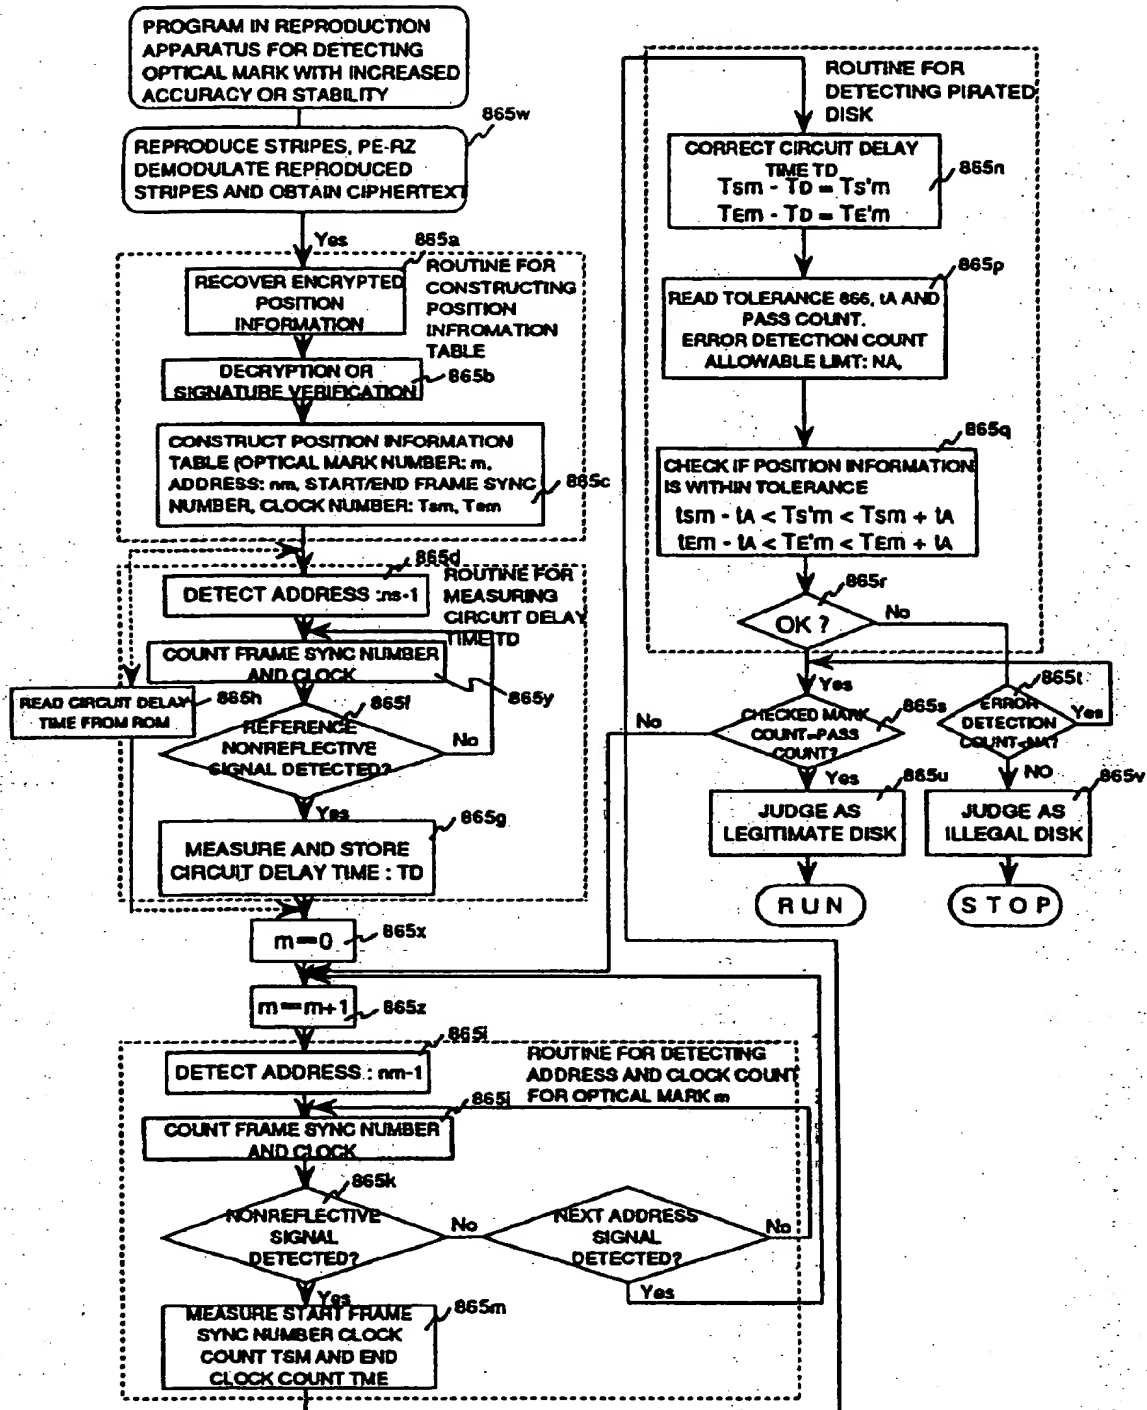 PROGRAM IN REPRODUCTION
APPARATUS FOR DETECTING
OPTICAL MARK WITH INCREASED
ACCURACY OR STABILITY
865w
REPRODUCE STRIPES, PE-RZ
DEMODULATE REPRODUCED
STRIPES AND OBTAIN CIPHERTEXT
Yes
865a
ROUTINE FOR
CONSTRUCTING
POSITION
INFROMATION
TABLE
RECOVER ENCRYPTED
POSITION
INFORMATION
DECRYPTION OR
SIGNATURE VERIFICATION
865b
CONSTRUCT POSITION INFORMATION
TABLE (OPTICAL MARK NUMBER: m,
ADDRESS: nm, START/END FRAME SYNC
NUMBER, CLOCK NUMBER: Tsm, Tem
865c
865d
ROUTINE FOR
MEASURING
CIRCUIT DELAY
TIME TD
DETECT ADDRESS :ns-1
COUNT FRAME SYNC NUMBER
AND CLOCK
865y
READ CIRCUIT DELAY
TIME FROM ROM
865h
865f
REFERENCE
NONREFLECTIVE
SIGNAL DETECTED?
No
Yes
865g
MEASURE AND STORE
CIRCUIT DELAY TIME : TD
m=0
865x
m=m+1
865z
865i
ROUTINE FOR DETECTING
ADDRESS AND CLOCK COUNT
FOR OPTICAL MARK m
DETECT ADDRESS : nm-1
865j
COUNT FRAME SYNC NUMBER
AND CLOCK
865k
NONREFLECTIVE
SIGNAL
DETECTED?
No
NEXT ADDRESS
SIGNAL
DETECTED?
No
Yes
Yes
MEASURE START FRAME
SYNC NUMBER CLOCK
COUNT TSM AND END
CLOCK COUNT TME
865m
ROUTINE FOR
DETECTING PIRATED
DISK
CORRECT CIRCUIT DELAY
TIME TD
Tsm - TD = Ts'm
TEm - TD = TE'm
865n
865p
READ TOLERANCE 866, tA AND
PASS COUNT.
ERROR DETECTION COUNT
ALLOWABLE LIMT: NA,
865q
CHECK IF POSITION INFORMATION
IS WITHIN TOLERANCE
tsm - tA < Ts'm < Tsm + tA
tEm - tA < TE'm < TEm + tA
865r
OK ?
No
Yes
CHECKED MARK
COUNT=PASS
COUNT?
865s
No
Yes
865t
ERROR
DETECTION
COUNT<NA?
Yes
NO
865u
JUDGE AS
LEGITIMATE DISK
865v
JUDGE AS
ILLEGAL DISK
RUN
STOP